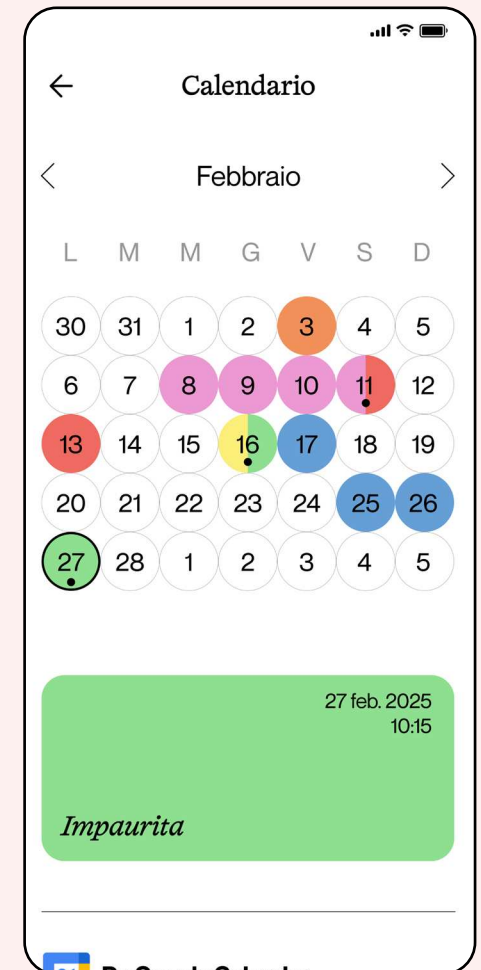 Calendario
Febbraio
L M M G V S D
30 31 1 2 3 4 5
6 7 8 9 10 11 12
13 14 15 16 17 18 19
20 21 22 23 24 25 26
27 28 1 2 3 4 5
27 feb. 2025
10:15
Impaurita